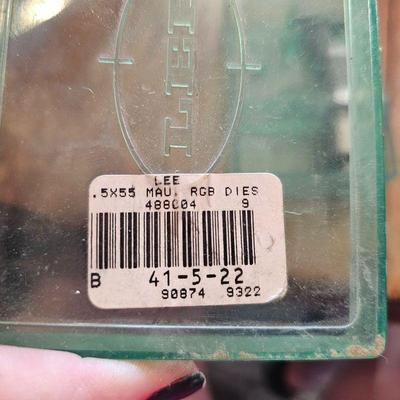 LEE
.5X55 MAU. RGB DIES
488004 9
B 41-5-22
90874 9322